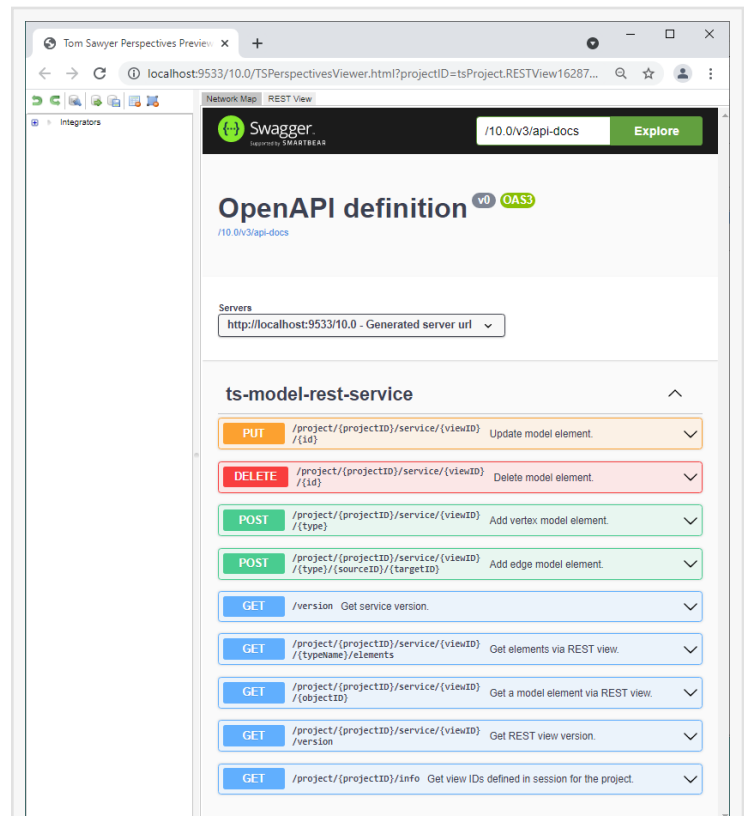 Tom Sawyer Perspectives Preview
localhost:9533/10.0/TSPerspectivesViewer.html?projectID=tsProject.RESTView16287...
Integrators
Network Map REST View
Swagger.
Supported by SMARTBEAR
/10.0/v3/api-docs
Explore
OpenAPI definition v0 OAS3
/10.0/v3/api-docs
Servers
http://localhost:9533/10.0 - Generated server url
ts-model-rest-service
PUT /project/{projectID}/service/{viewID}
/{id} Update model element.
DELETE /project/{projectID}/service/{viewID}
/{id} Delete model element.
POST /project/{projectID}/service/{viewID}
/{type} Add vertex model element.
POST /project/{projectID}/service/{viewID}
/{type}/{sourceID}/{targetID} Add edge model element.
GET /version Get service version.
GET /project/{projectID}/service/{viewID}
/{typeName}/elements Get elements via REST view.
GET /project/{projectID}/service/{viewID}
/{objectID} Get a model element via REST view.
GET /project/{projectID}/service/{viewID}
/version Get REST view version.
GET /project/{projectID}/info Get view IDs defined in session for the project.